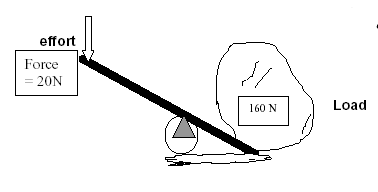 effort
Force
= 20N
160 N
Load